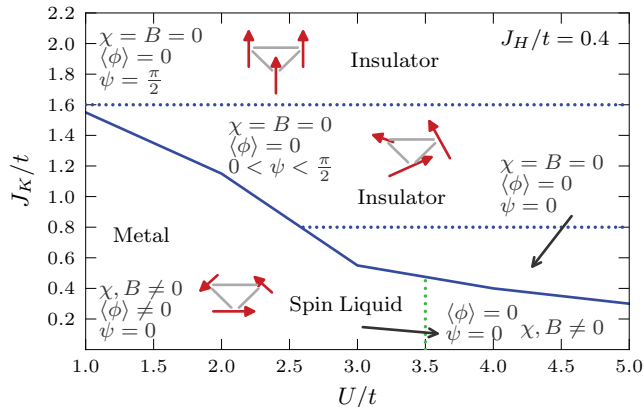 2.2
2.0
1.8
1.6
1.4
1.2
1.0
0.8
0.6
0.4
0.2
J_K/t
χ = B = 0
⟨ϕ⟩ = 0
ψ = π/2
Insulator
J_H/t = 0.4
χ = B = 0
⟨ϕ⟩ = 0
0 < ψ < π/2
Insulator
χ = B = 0
⟨ϕ⟩ = 0
ψ = 0
Metal
χ, B ≠ 0
⟨ϕ⟩ ≠ 0
ψ = 0
Spin Liquid
⟨ϕ⟩ = 0
ψ = 0 χ, B ≠ 0
1.0 1.5 2.0 2.5 3.0 3.5 4.0 4.5 5.0
U/t